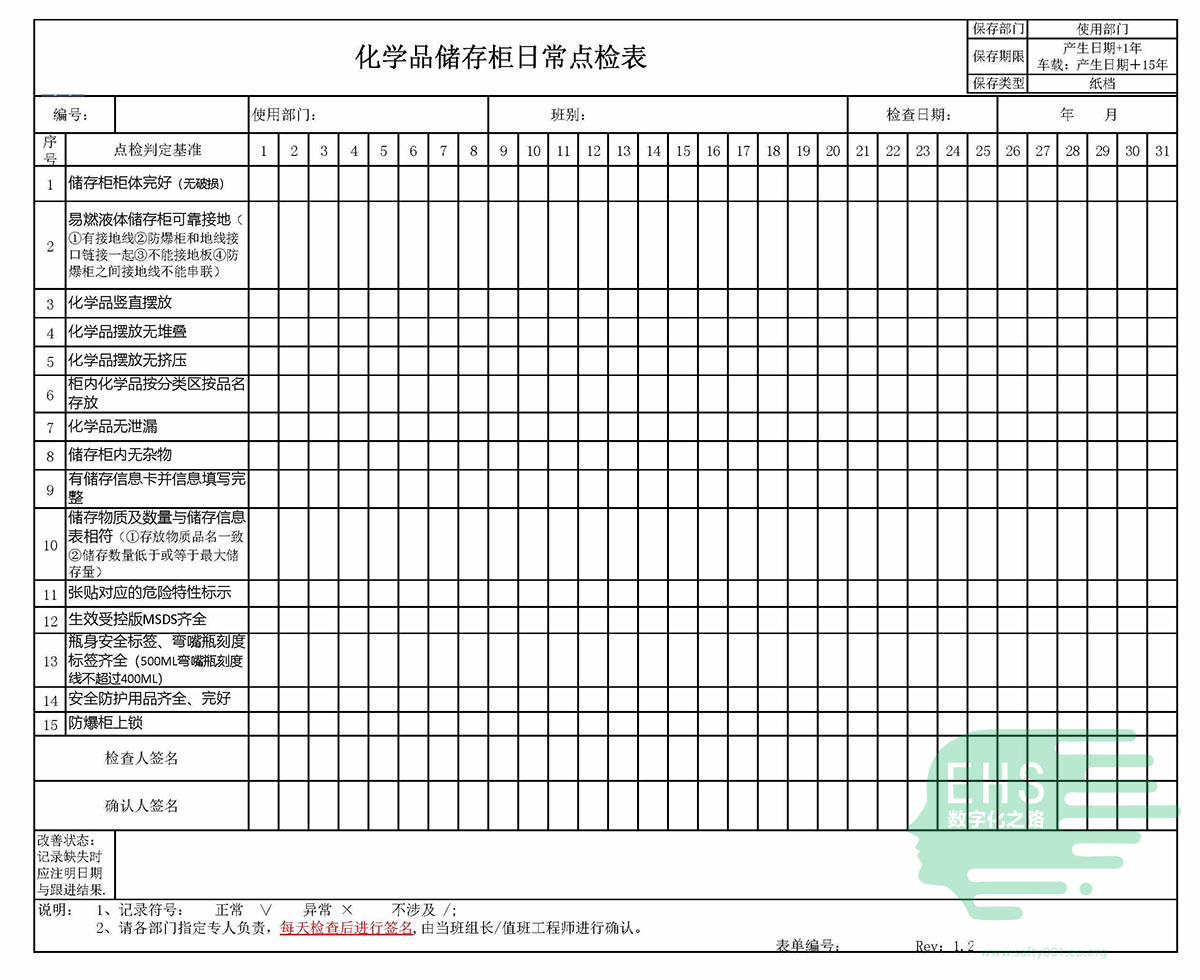 化学品储存柜日常点检表
保存部门 使用部门
保存期限 产生日期+1年
车载：产生日期＋15年
保存类型 纸档
编号： 使用部门： 班别： 检查日期： 年 月
序号 点检判定基准 1 2 3 4 5 6 7 8 9 10 11 12 13 14 15 16 17 18 19 20 21 22 23 24 25 26 27 28 29 30 31
1 储存柜柜体完好（无破损）
2 易燃液体储存柜可靠接地（
①有接地线②防爆柜和地线接
口链接一起③不能接地板④防
爆柜之间接地线不能串联）
3 化学品竖直摆放
4 化学品摆放无堆叠
5 化学品摆放无挤压
6 柜内化学品按分类区按品名
存放
7 化学品无泄漏
8 储存柜内无杂物
9 有储存信息卡并信息填写完
整
10 储存物质及数量与储存信息
表相符（①存放物质品名一致
②储存数量低于或等于最大储
存量）
11 张贴对应的危险特性标示
12 生效受控版MSDS齐全
13 瓶身安全标签、弯嘴瓶刻度
标签齐全（500ML弯嘴瓶刻度
线不超过400ML）
14 安全防护用品齐全、完好
15 防爆柜上锁
检查人签名
确认人签名
EHS
数字化之路
改善状态：
记录缺失时
应注明日期
与跟进结果.
说明： 1、记录符号： 正常 ∨ 异常 × 不涉及 /;
2、请各部门指定专人负责，每天检查后进行签名,由当班组长/值班工程师进行确认。
表单编号： Rev：1.2